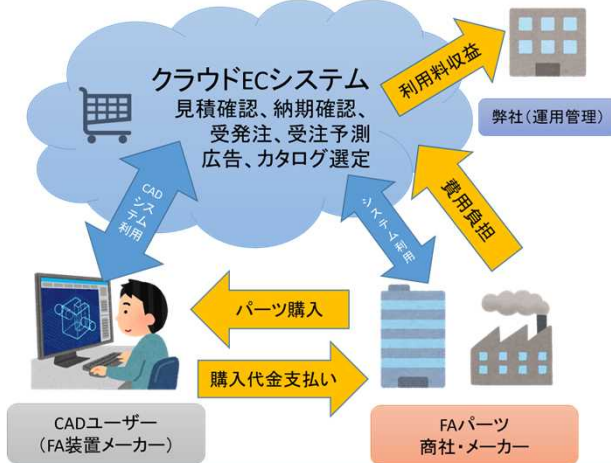 クラウドECシステム
見積確認、納期確認、
受発注、受注予測
広告、カタログ選定
利用料収益
弊社（運用管理）
CAD
システム
利用
システム利用
費用負担
パーツ購入
購入代金支払い
CADユーザー
（FA装置メーカー）
FAパーツ
商社・メーカー